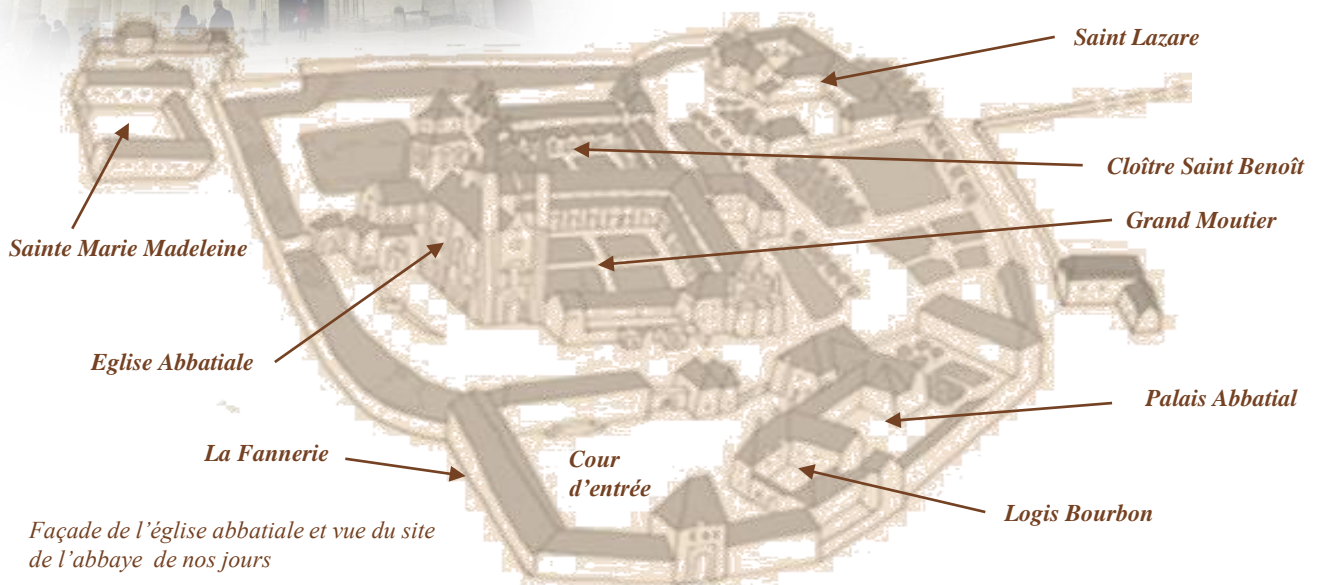 Saint Lazare
Cloître Saint Benoît
Grand Moutier
Sainte Marie Madeleine
Eglise Abbatiale
Palais Abbatial
La Fannerie
Cour
d’entrée
Logis Bourbon
Façade de l’église abbatiale et vue du site
de l’abbaye de nos jours